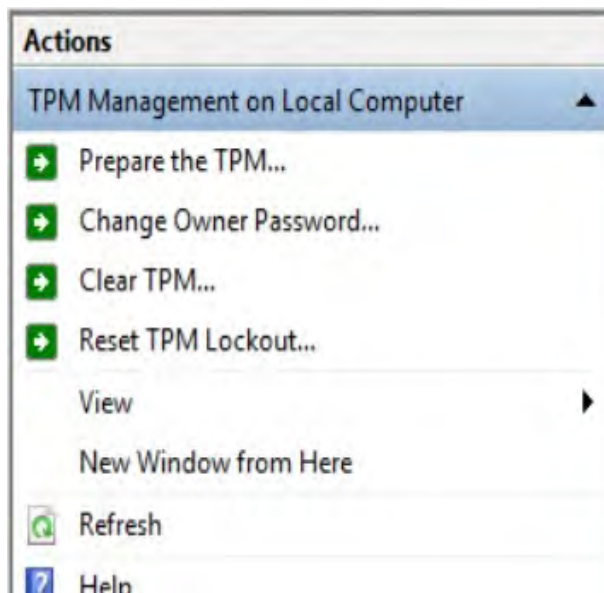 Actions
TPM Management on Local Computer
Prepare the TPM...
Change Owner Password...
Clear TPM...
Reset TPM Lockout...
View
New Window from Here
Refresh
Help